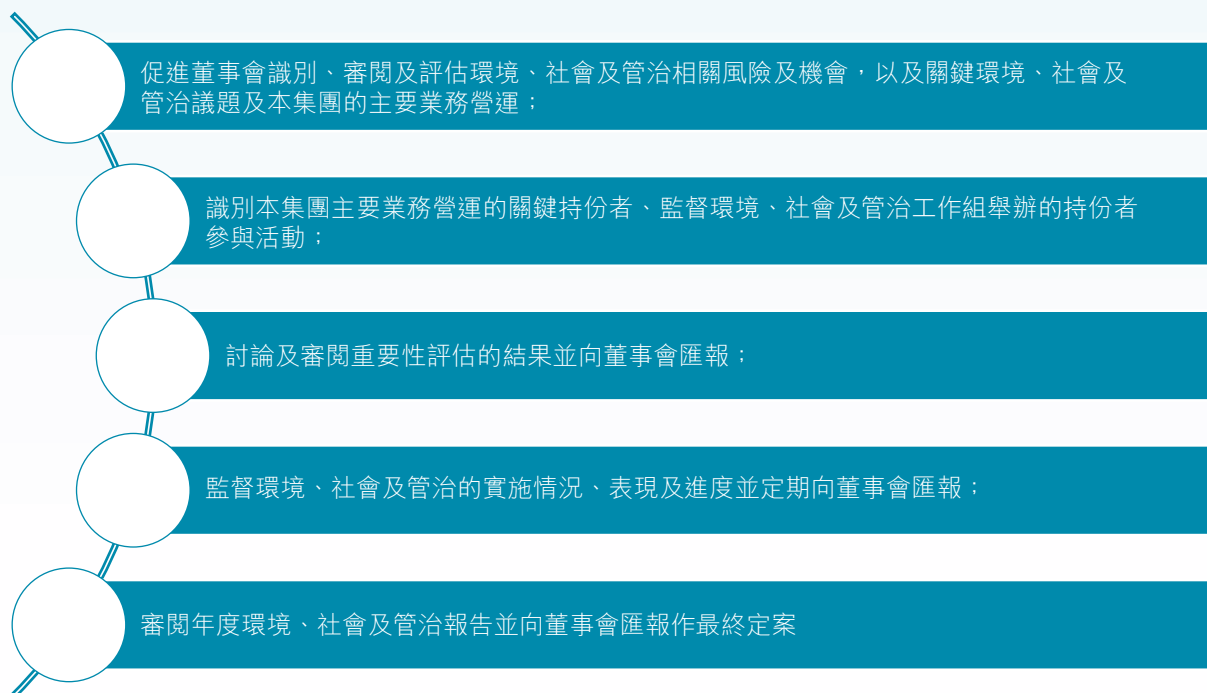 促進董事會識別、審閱及評估環境、社會及管治相關風險及機會，以及關鍵環境、社會及
管治議題及本集團的主要業務營運；
識別本集團主要業務營運的關鍵持份者、監督環境、社會及管治工作組舉辦的持份者
參與活動；
討論及審閱重要性評估的結果並向董事會匯報；
監督環境、社會及管治的實施情況、表現及進度並定期向董事會匯報；
審閱年度環境、社會及管治報告並向董事會匯報作最終定案